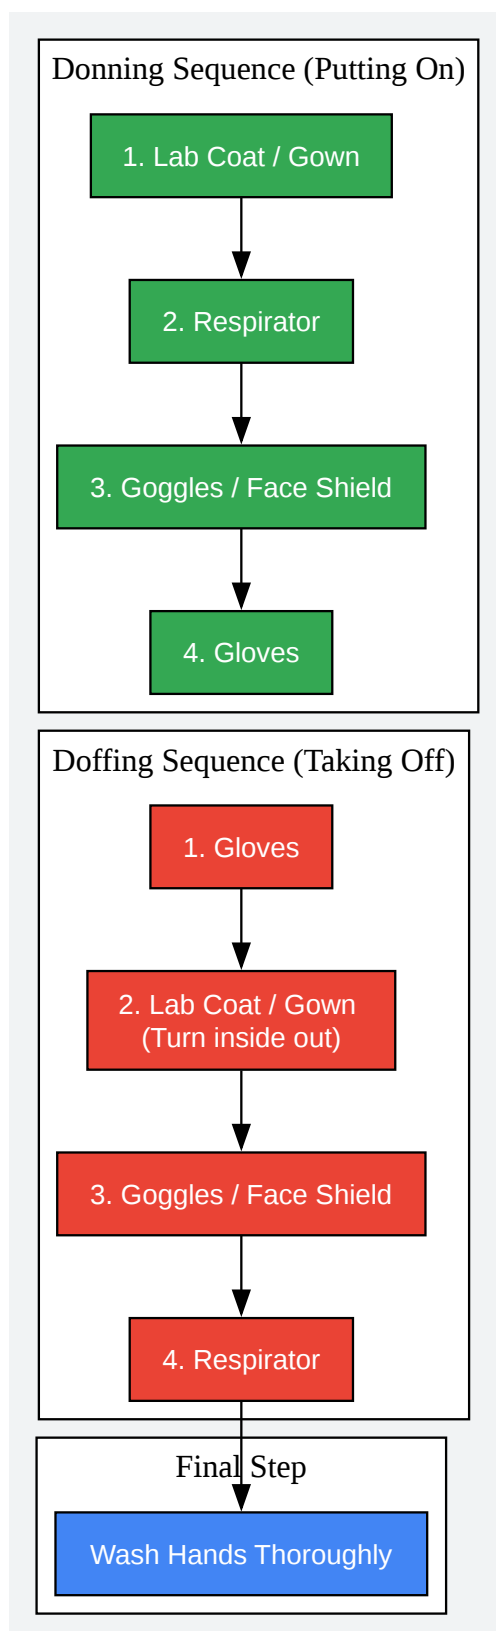 Donning Sequence (Putting On)
1. Lab Coat / Gown
2. Respirator
3. Goggles / Face Shield
4. Gloves
Doffing Sequence (Taking Off)
1. Gloves
2. Lab Coat / Gown
(Turn inside out)
3. Goggles / Face Shield
4. Respirator
Final Step
Wash Hands Thoroughly